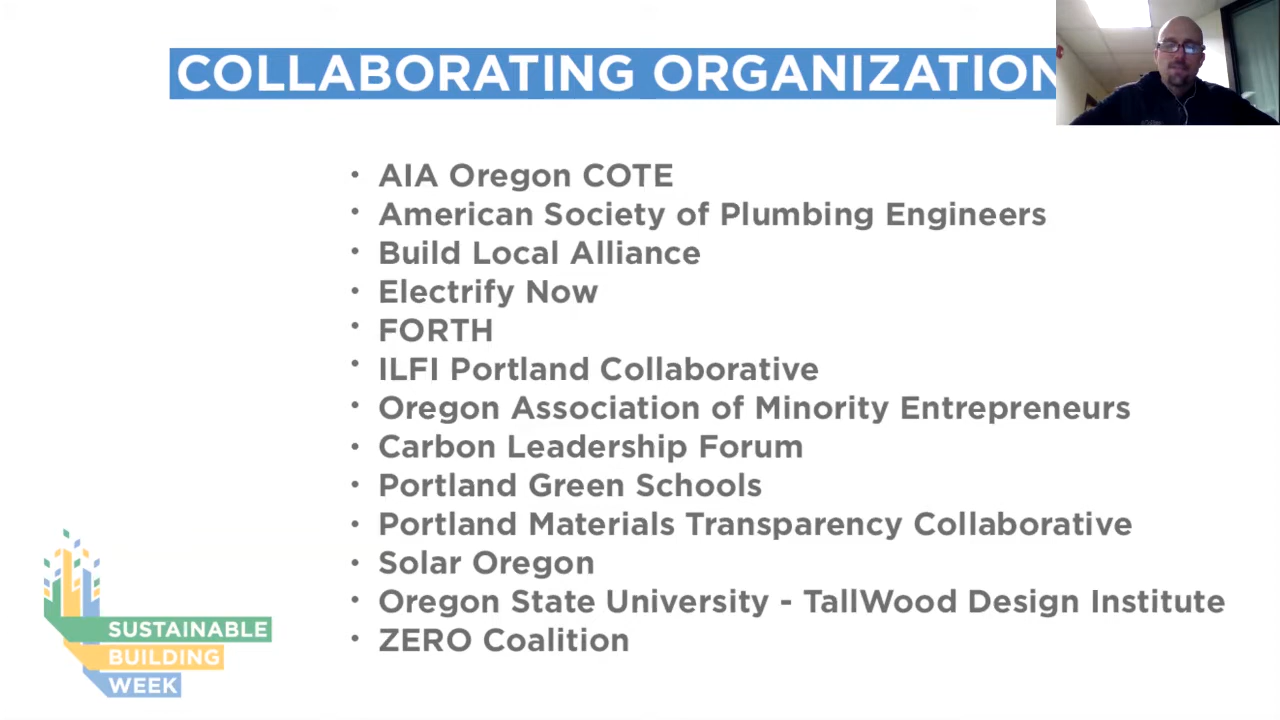 COLLABORATING ORGANIZATION
• AIA Oregon COTE
• American Society of Plumbing Engineers
• Build Local Alliance
• Electrify Now
• FORTH
• ILFI Portland Collaborative
• Oregon Association of Minority Entrepreneurs
• Carbon Leadership Forum
• Portland Green Schools
• Portland Materials Transparency Collaborative
• Solar Oregon
• Oregon State University - TallWood Design Institute
• ZERO Coalition
SUSTAINABLE
BUILDING
WEEK